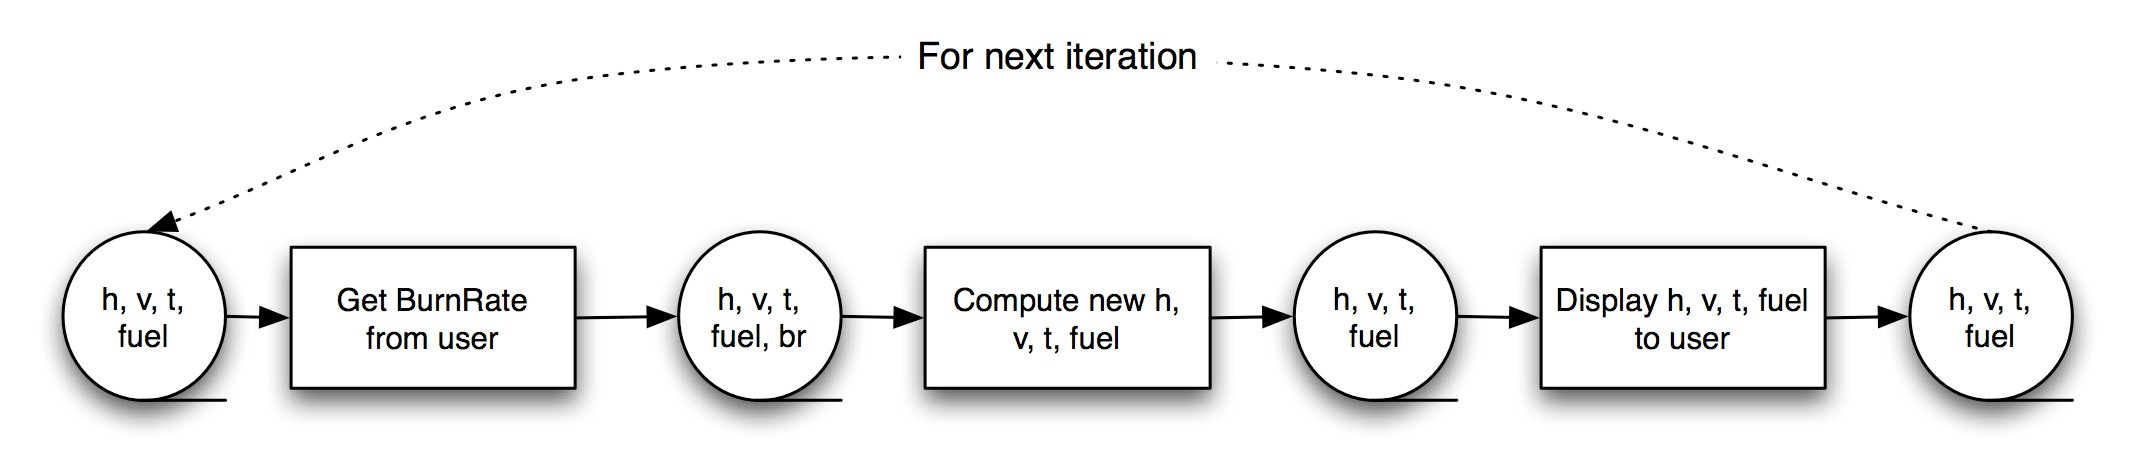 For next iteration
h, v, t,
fuel
Get BurnRate
from user
h, v, t,
fuel, br
Compute new h,
v, t, fuel
h, v, t,
fuel
Display h, v, t, fuel
to user
h, v, t,
fuel